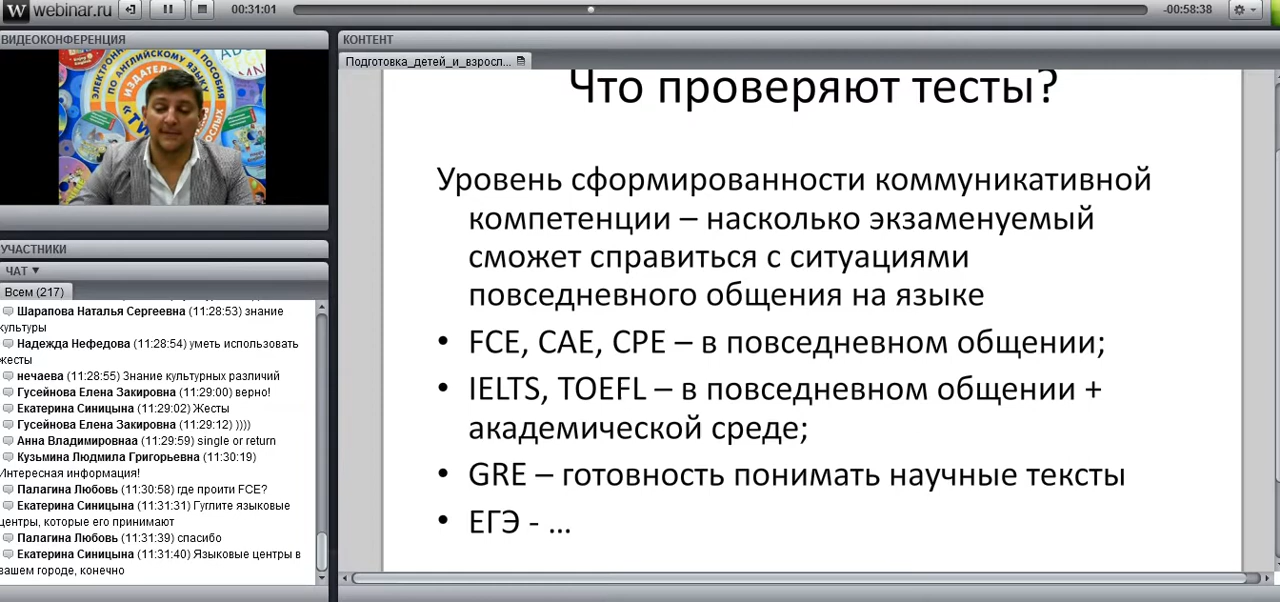 W webinar.ru 00:31:01 -00:58:38
ВИДЕОКОНФЕРЕНЦИЯ
ЭЛЕКТРОННЫЕ ПОСОБИЯ
ПО АНГЛИЙСКОМУ ЯЗЫКУ
УЧАСТНИКИ
ЧАТ
Всем (217)
Шарапова Наталья Сергеевна (11:28:53) знание
культуры
Надежда Нефедова (11:28:54) уметь использовать
жесты
нечаева (11:28:55) Знание культурных различий
Гусейнова Елена Закировна (11:29:00) верно!
Екатерина Синицына (11:29:02) Жесты
Гусейнова Елена Закировна (11:29:12) ))))
Анна Владимировнаа (11:29:59) single or return
Кузьмина Людмила Григорьевна (11:30:19)
Интересная информация!
Палагина Любовь (11:30:58) где проити FCE?
Екатерина Синицына (11:31:31) Гуглите языковые
центры, которые его принимают
Палагина Любовь (11:31:39) спасибо
Екатерина Синицына (11:31:40) Языковые центры в
вашем городе, конечно
КОНТЕНТ
Подготовка_детей_и_взросл...
Что проверяют тесты?
Уровень сформированности коммуникативной
компетенции – насколько экзаменуемый
сможет справиться с ситуациями
повседневного общения на языке
• FCE, CAE, CPE – в повседневном общении;
• IELTS, TOEFL – в повседневном общении +
академической среде;
• GRE – готовность понимать научные тексты
• ЕГЭ - ...